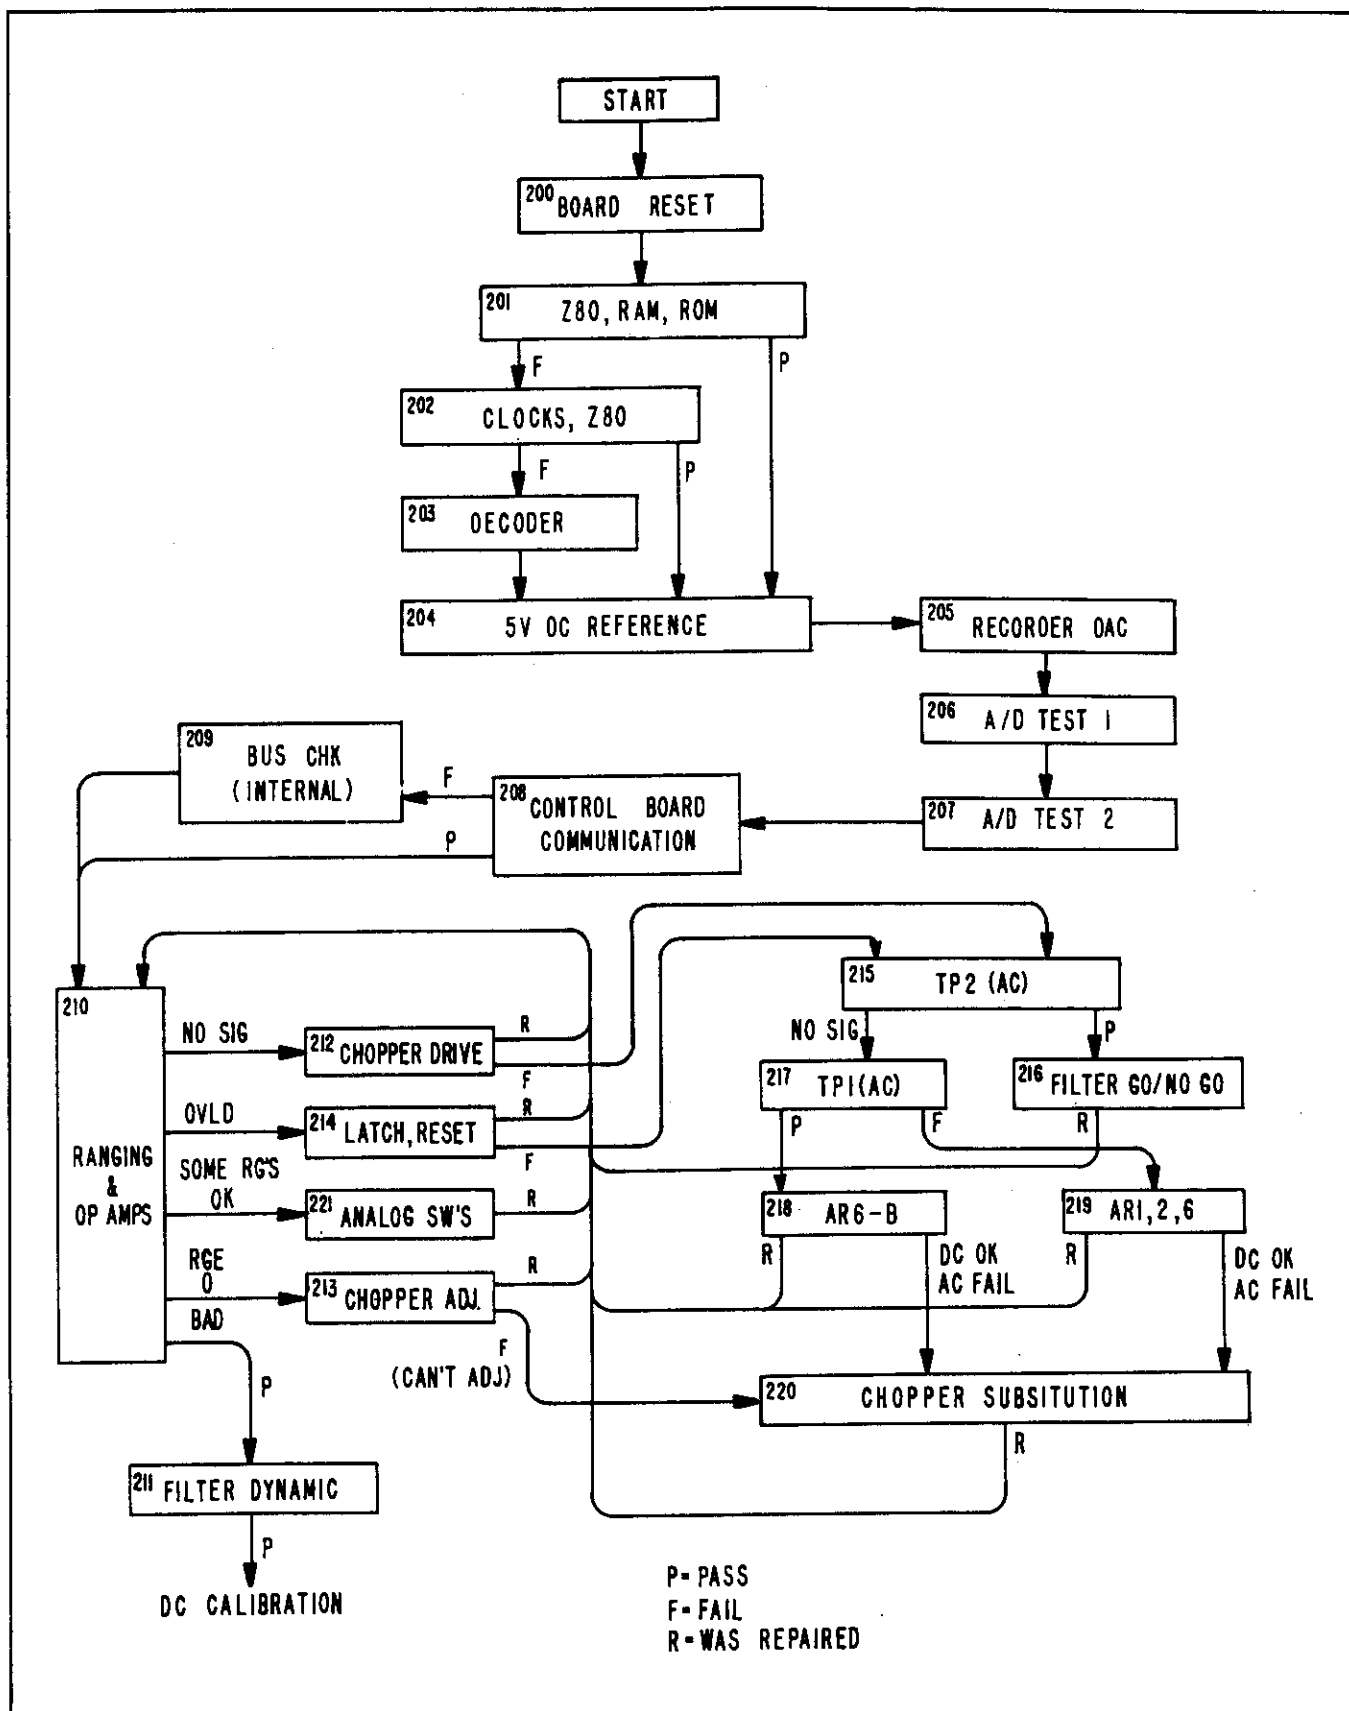 START
200 BOARD RESET
201 Z80, RAM, ROM
F
P
202 CLOCKS, Z80
F
P
203 DECODER
204 5V DC REFERENCE
205 RECORDER DAC
206 A/D TEST 1
207 A/D TEST 2
208 CONTROL BOARD
COMMUNICATION
F
P
209 BUS CHK
(INTERNAL)
210
RANGING
&
OP AMPS
NO SIG
212 CHOPPER DRIVE
R
F
OVLD
214 LATCH, RESET
R
F
SOME RG'S
OK
221 ANALOG SW'S
R
RGE
0
BAD
213 CHOPPER ADJ.
R
F
(CAN'T ADJ)
P
211 FILTER DYNAMIC
P
DC CALIBRATION
215 TP2 (AC)
NO SIG
P
217 TP1(AC)
P
F
216 FILTER GO/NO GO
R
218 AR6-B
R
DC OK
AC FAIL
219 AR1, 2, 6
R
DC OK
AC FAIL
220 CHOPPER SUBSITUTION
R
P=PASS
F=FAIL
R=WAS REPAIRED